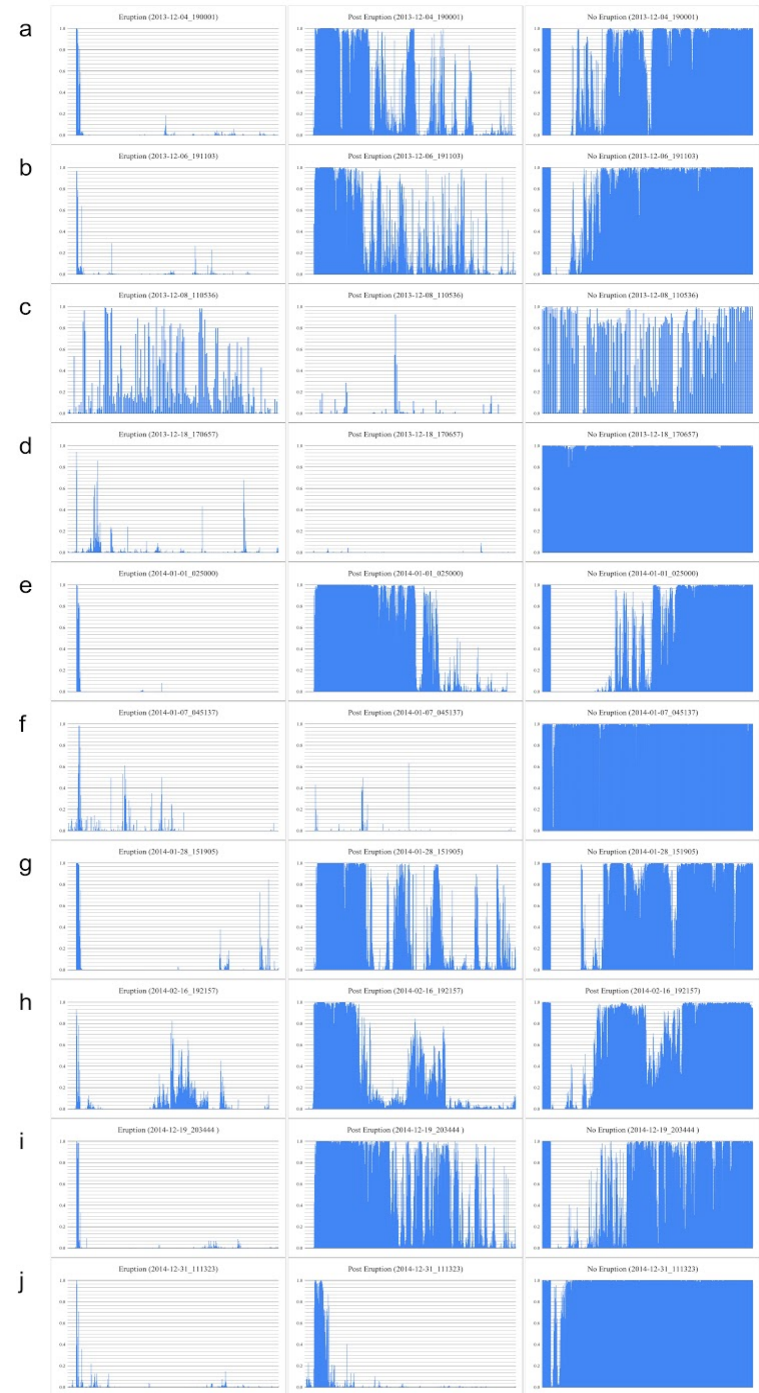 a
Eruption (2013-12-04_190001)
Post Eruption (2013-12-04_190001)
No Eruption (2013-12-04_190001)
b
Eruption (2013-12-06_191103)
Post Eruption (2013-12-06_191103)
No Eruption (2013-12-06_191103)
c
Eruption (2013-12-08_110536)
Post Eruption (2013-12-08_110536)
No Eruption (2013-12-08_110536)
d
Eruption (2013-12-18_170657)
Post Eruption (2013-12-18_170657)
No Eruption (2013-12-18_170657)
e
Eruption (2014-01-01_025000)
Post Eruption (2014-01-01_025000)
No Eruption (2014-01-01_025000)
f
Eruption (2014-01-07_045137)
Post Eruption (2014-01-07_045137)
No Eruption (2014-01-07_045137)
g
Eruption (2014-01-28_151905)
Post Eruption (2014-01-28_151905)
No Eruption (2014-01-28_151905)
h
Eruption (2014-02-16_192157)
Post Eruption (2014-02-16_192157)
Post Eruption (2014-02-16_192157)
i
Eruption (2014-12-19_203444 )
Post Eruption (2014-12-19_203444 )
No Eruption (2014-12-19_203444 )
j
Eruption (2014-12-31_111323)
Post Eruption (2014-12-31_111323)
No Eruption (2014-12-31_111323)